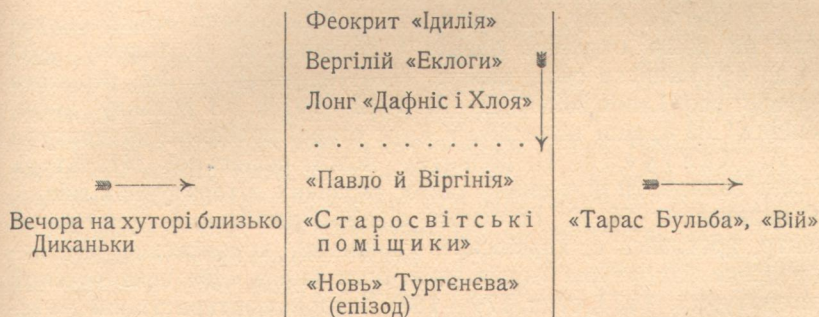 Феокрит «Ідилія»
Вергілій «Еклоги»
Лонг «Дафніс і Хлоя»
. . . . . . . . . . .
«Павло й Віргінія»
Вечора на хуторі близько
Диканьки
«Старосвітські
поміщики»
«Тарас Бульба», «Вій»
«Новь» Тургєнєва»
(епізод)